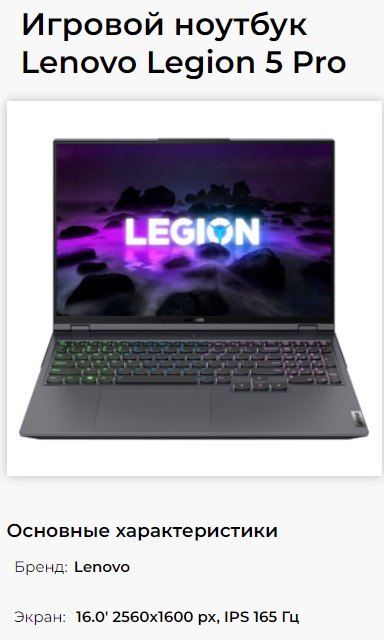 Игровой ноутбук
Lenovo Legion 5 Pro
LEGION
LEGION
Основные характеристики
Бренд: Lenovo
Экран: 16.0' 2560x1600 px, IPS 165 Гц